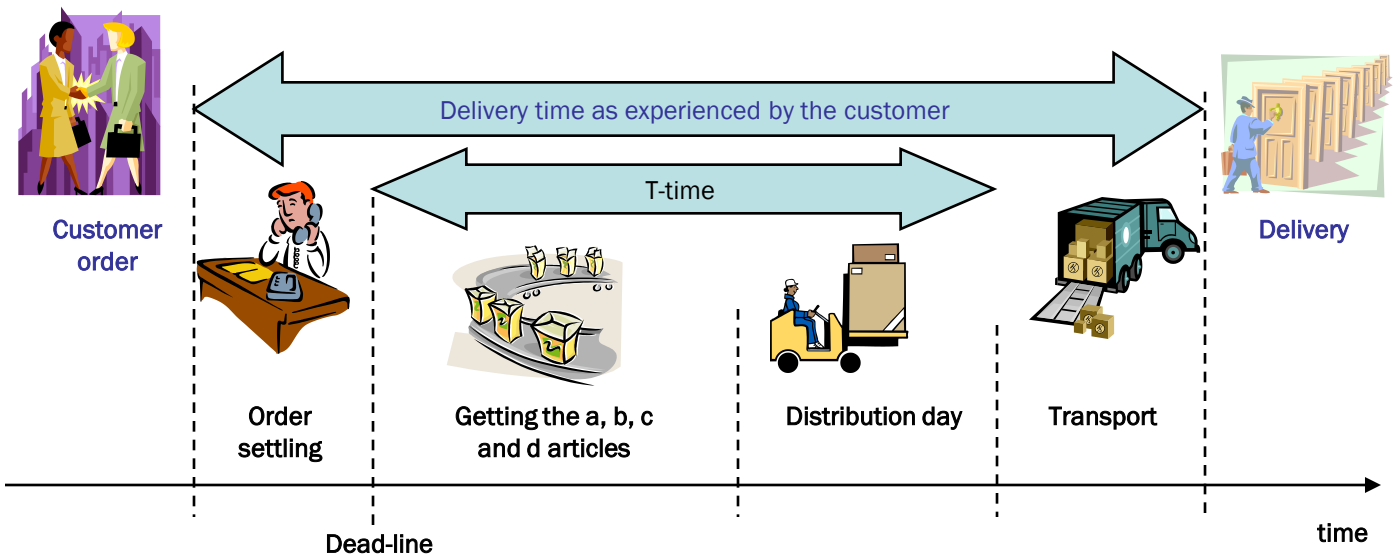 Delivery time as experienced by the customer
T-time
Customer
order
Delivery
Order
settling
Getting the a, b, c
and d articles
Distribution day
Transport
Dead-line
time